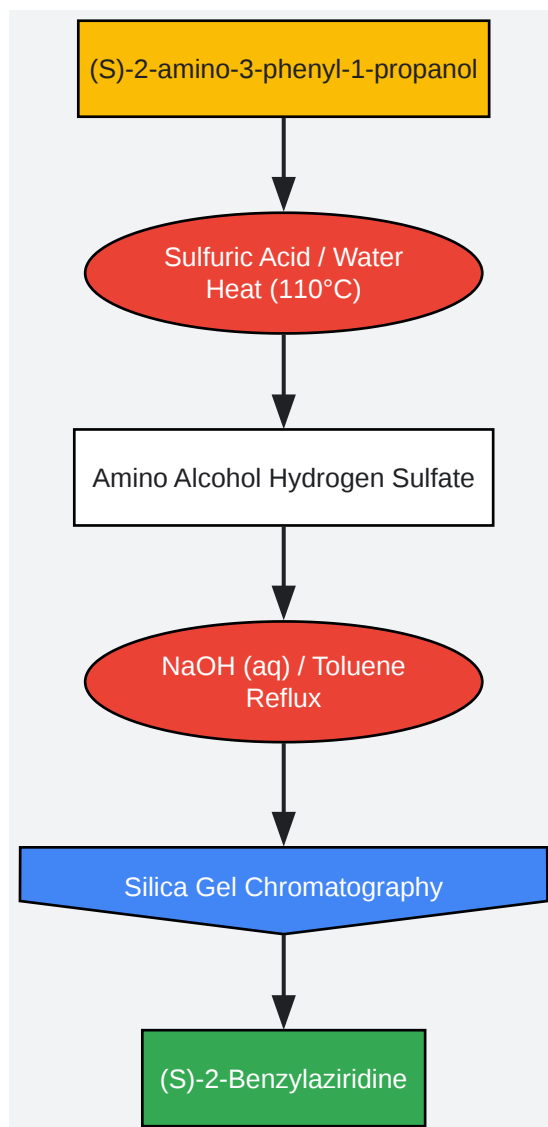 (S)-2-amino-3-phenyl-1-propanol
Sulfuric Acid / Water
Heat (110°C)
Amino Alcohol Hydrogen Sulfate
NaOH (aq) / Toluene
Reflux
Silica Gel Chromatography
(S)-2-Benzylaziridine